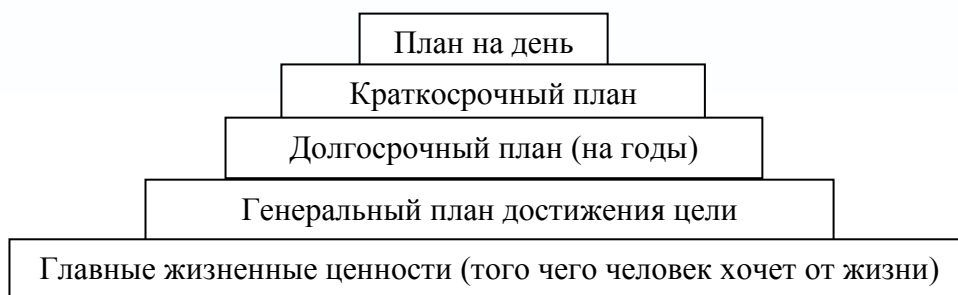 План на день
Краткосрочный план
Долгосрочный план (на годы)
Генеральный план достижения цели
Главные жизненные ценности (того чего человек хочет от жизни)